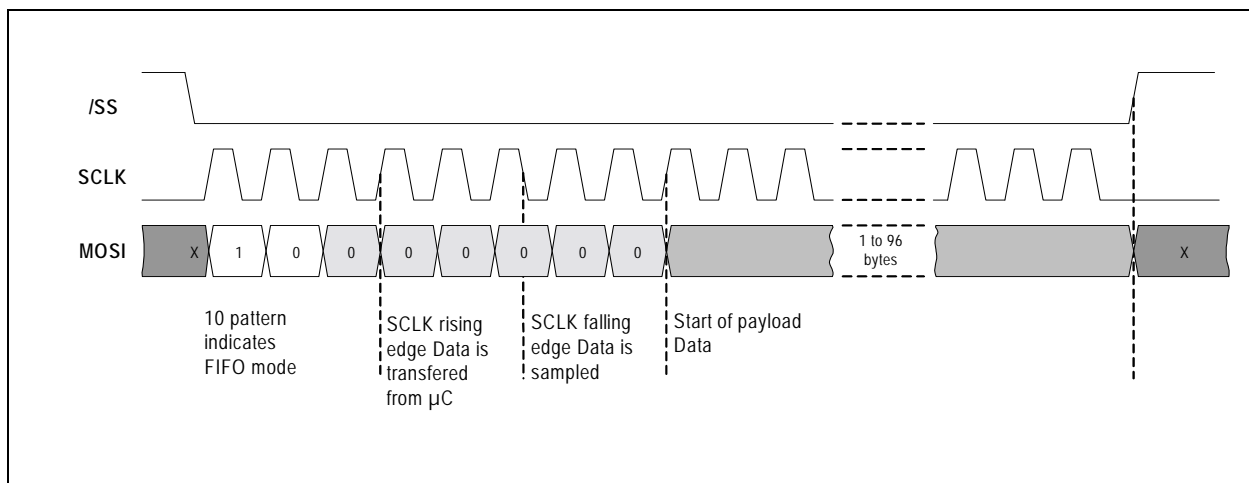 /SS
SCLK
MOSI
X 1 0 0 0 0 0 0 0 1 to 96 X
bytes
10 pattern
indicates
FIFO mode
SCLK rising
edge Data is
transfered
from µC
SCLK falling
edge Data is
sampled
Start of payload
Data